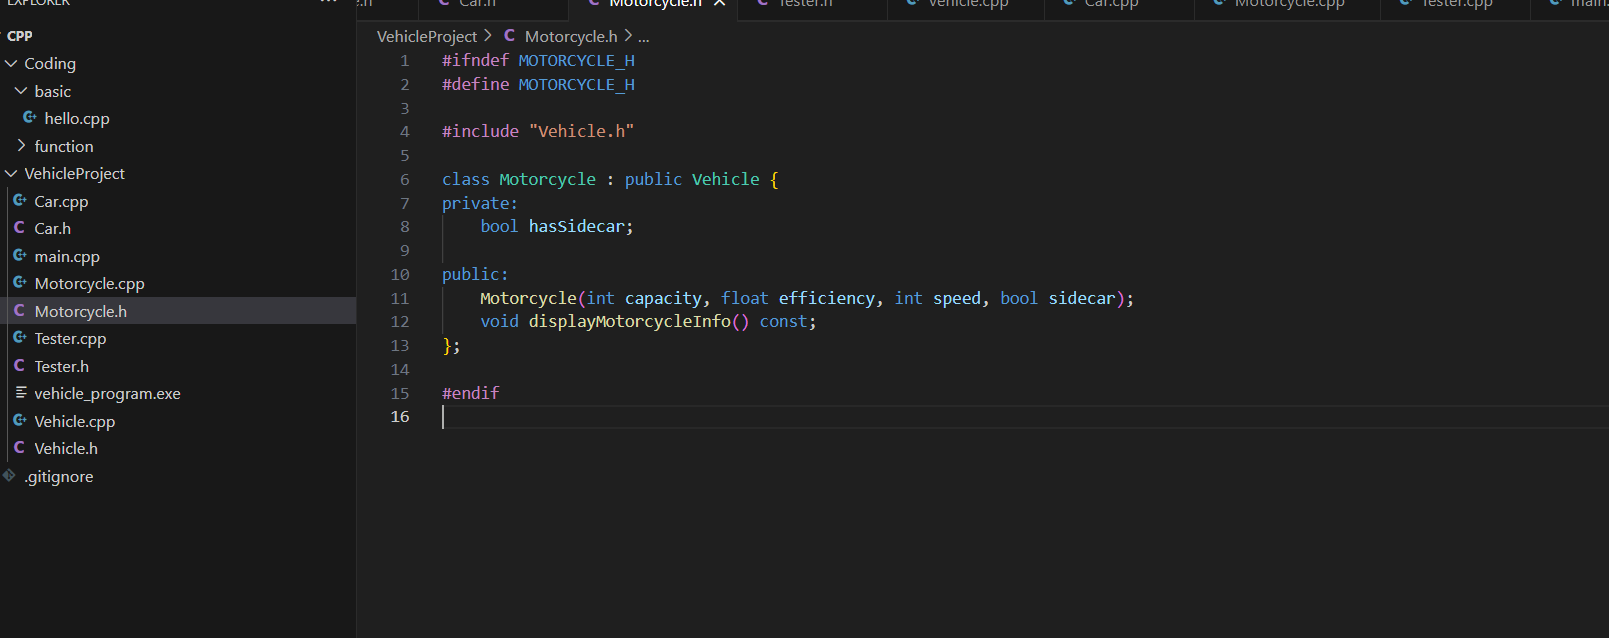 EXPLORER ...
CPP
Coding
basic
hello.cpp
function
VehicleProject
Car.cpp
Car.h
main.cpp
Motorcycle.cpp
Motorcycle.h
Tester.cpp
Tester.h
vehicle_program.exe
Vehicle.cpp
Vehicle.h
.gitignore
Car.h Motorcycle.h Tester.h Vehicle.cpp Car.cpp Motorcycle.cpp Tester.cpp main.
VehicleProject > Motorcycle.h > ...
1 #ifndef MOTORCYCLE_H
2 #define MOTORCYCLE_H
3
4 #include "Vehicle.h"
5
6 class Motorcycle : public Vehicle {
7 private:
8 bool hasSidecar;
9
10 public:
11 Motorcycle(int capacity, float efficiency, int speed, bool sidecar);
12 void displayMotorcycleInfo() const;
13 };
14
15 #endif
16